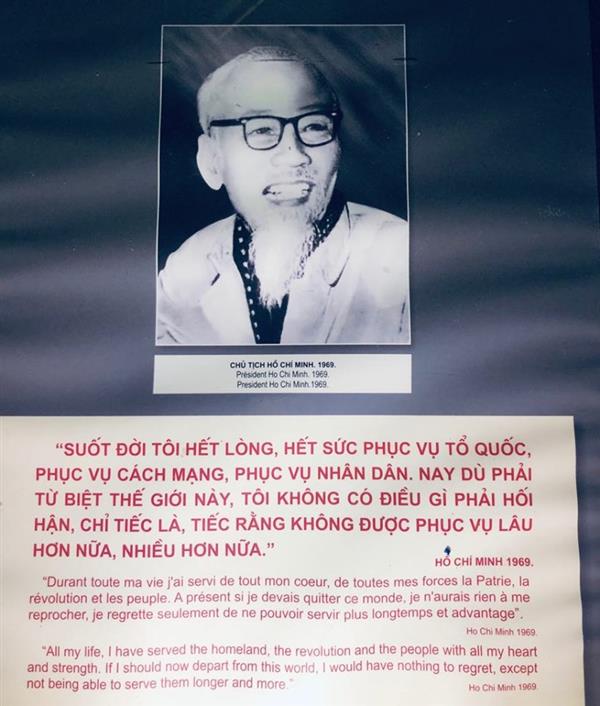 CHỦ TỊCH HỒ CHÍ MINH. 1969.
Président Ho Chi Minh. 1969.
President Ho Chi Minh.1969.
“SUỐT ĐỜI TÔI HẾT LÒNG, HẾT SỨC PHỤC VỤ TỔ QUỐC,
PHỤC VỤ CÁCH MẠNG, PHỤC VỤ NHÂN DÂN. NAY DÙ PHẢI
TỪ BIỆT THẾ GIỚI NÀY, TÔI KHÔNG CÓ ĐIỀU GÌ PHẢI HỐI
HẬN, CHỈ TIẾC LÀ, TIẾC RẰNG KHÔNG ĐƯỢC PHỤC VỤ LÂU
HƠN NỮA, NHIỀU HƠN NỮA.”
HỒ CHÍ MINH 1969.
“Durant toute ma vie j'ai servi de tout mon coeur, de toutes mes forces la Patrie, la
révolution et les peuple. A présent si je devais quitter ce monde, je n'aurais rien à me
reprocher, je regrette seulement de ne pouvoir servir plus longtemps et advantage”.
Ho Chi Minh 1969.
“All my life, I have served the homeland, the revolution and the people with all my heart
and strength. If I should now depart from this world, I would have nothing to regret, except
not being able to serve them longer and more.”
Ho Chi Minh 1969.